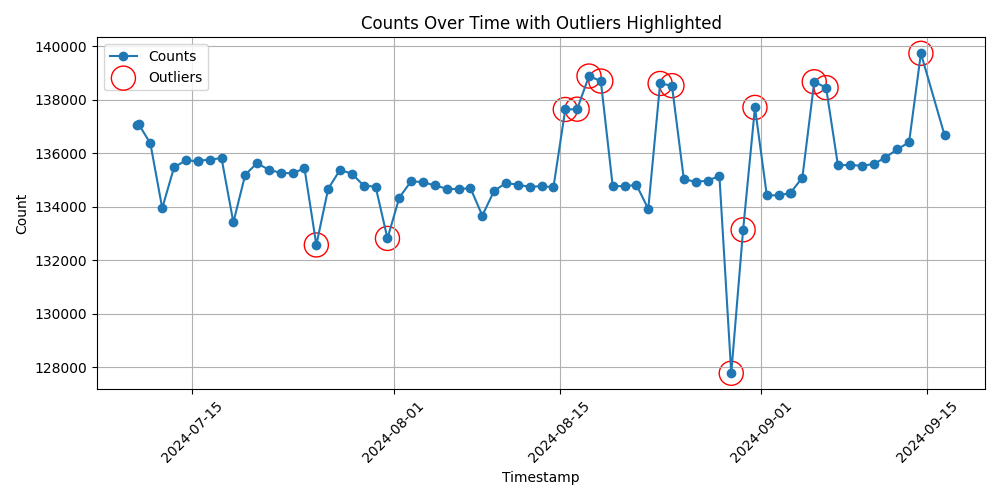 Counts Over Time with Outliers Highlighted
Counts
Outliers
140000
138000
136000
134000
132000
130000
128000
Count
2024-07-15
2024-08-01
2024-08-15
2024-09-01
2024-09-15
Timestamp